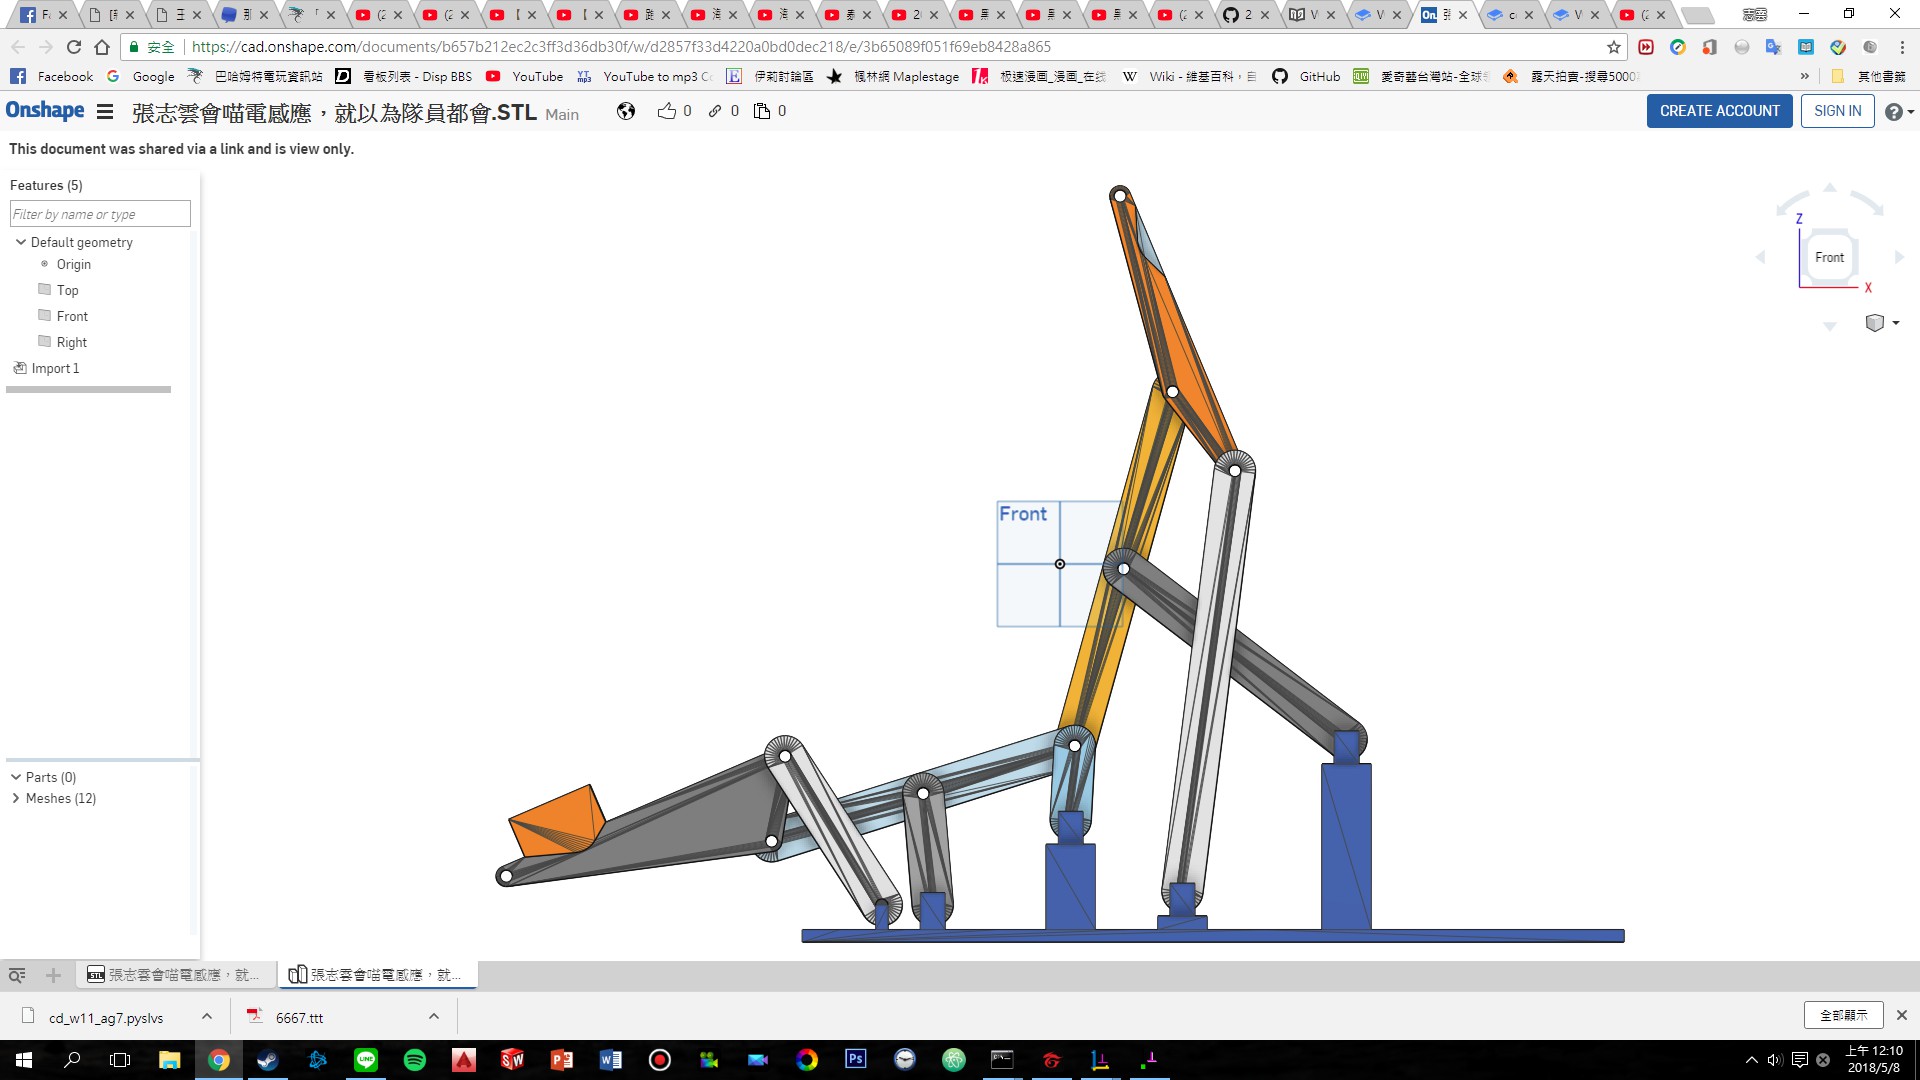 安全 https://cad.onshape.com/documents/b657b212ec2c3ff3d36db30f/w/d2857f33d4220a0bd0dec218/e/3b65089f051f69eb8428a865
Facebook Google 巴哈姆特電玩資訊站 看板列表 - Disp BBS YouTube YouTube to mp3 C 伊莉討論區 楓林網 Maplestage 极速漫画_漫画_在线 Wiki - 維基百科，自 GitHub 愛奇藝台灣站-全球 露天拍賣-搜尋5000 » 其他書籤
Onshape 張志雲會喵電感應，就以為隊員都會.STL Main 0 0 0 CREATE ACCOUNT SIGN IN
This document was shared via a link and is view only.
Features (5)
Filter by name or type
Default geometry
Origin
Top
Front
Right
Import 1
Front
Z
Front
X
Parts (0)
Meshes (12)
張志雲會喵電感應，就... 張志雲會喵電感應，就...
cd_w11_ag7.pyslvs 6667.ttt 全部顯示
上午 12:10
2018/5/8